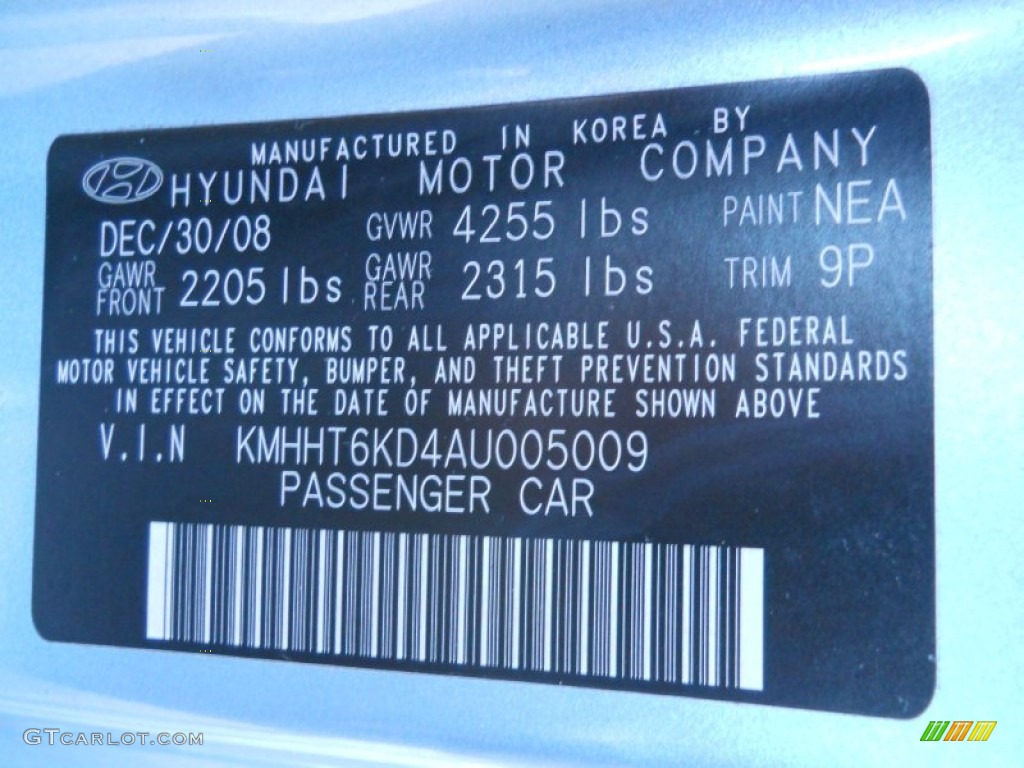 MANUFACTURED IN KOREA BY
HYUNDAI MOTOR COMPANY
DEC/30/08 GVWR 4255 lbs PAINT NEA
GAWR FRONT 2205 lbs GAWR REAR 2315 lbs TRIM 9P
THIS VEHICLE CONFORMS TO ALL APPLICABLE U.S.A. FEDERAL
MOTOR VEHICLE SAFETY, BUMPER, AND THEFT PREVENTION STANDARDS
IN EFFECT ON THE DATE OF MANUFACTURE SHOWN ABOVE
V.I.N KMHHT6KD4AU005009
PASSENGER CAR
GTCARLOT.COM